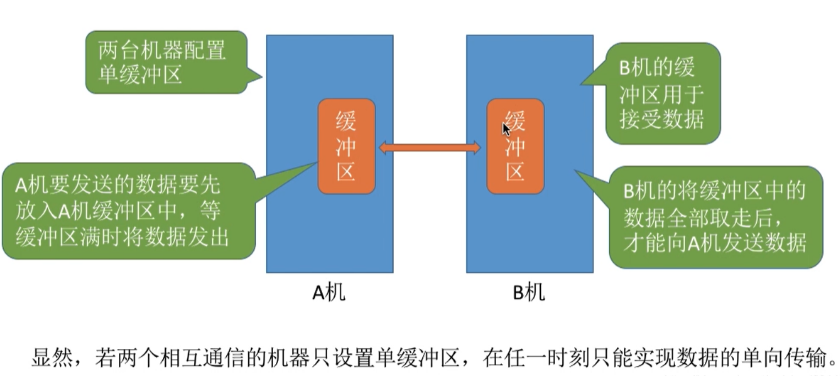 两台机器配置
单缓冲区
B机的缓
冲区用于
接受数据
缓
冲
区
缓
冲
区
A机要发送的数据要先
放入A机缓冲区中，等
缓冲区满时将数据发出
B机的将缓冲区中的
数据全部取走后，
才能向A机发送数据
A机
B机
显然，若两个相互通信的机器只设置单缓冲区，在任一时刻只能实现数据的单向传输。